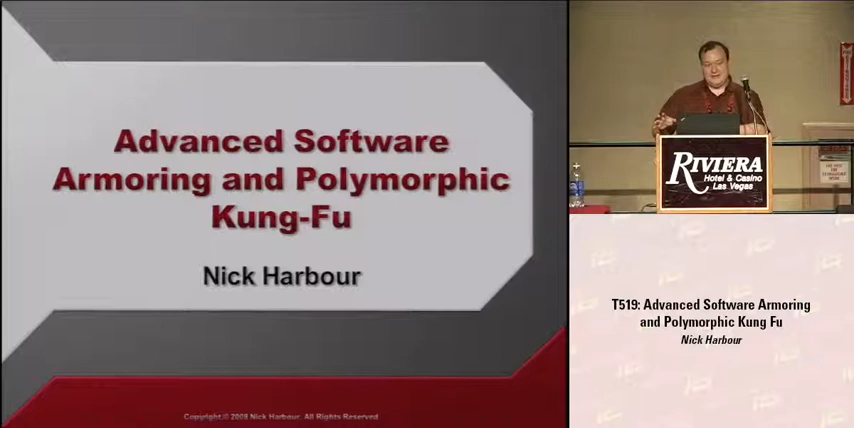 Advanced Software
Armoring and Polymorphic
Kung-Fu
Nick Harbour
Copyright © 2008 Nick Harbour. All Rights Reserved
RIVIERA
Hotel & Casino
Las Vegas
T519: Advanced Software Armoring
and Polymorphic Kung Fu
Nick Harbour